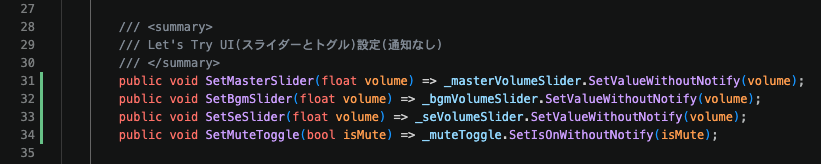 27
28 /// <summary>
29 /// Let's Try UI(スライダーとトグル)設定(通知なし)
30 /// </summary>
31 public void SetMasterSlider(float volume) => _masterVolumeSlider.SetValueWithoutNotify(volume);
32 public void SetBgmSlider(float volume) => _bgmVolumeSlider.SetValueWithoutNotify(volume);
33 public void SetSeSlider(float volume) => _seVolumeSlider.SetValueWithoutNotify(volume);
34 public void SetMuteToggle(bool isMute) => _muteToggle.SetIsOnWithoutNotify(isMute);
35